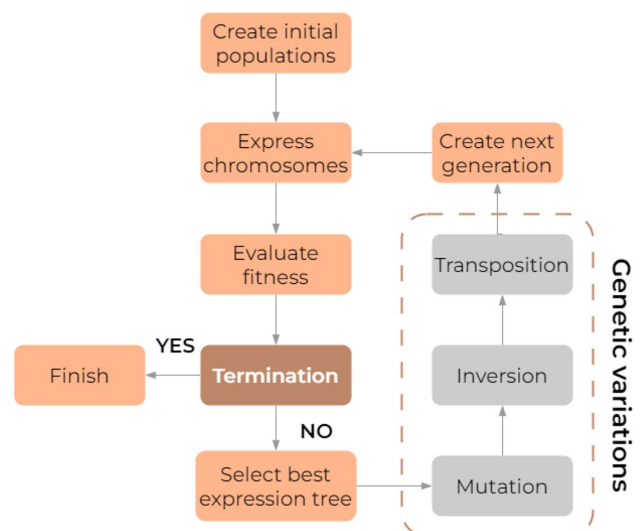 Create initial
populations
Express
chromosomes
Create next
generation
Evaluate
fitness
Transposition
YES
Finish
Termination
Inversion
NO
Select best
expression tree
Mutation
Genetic variations